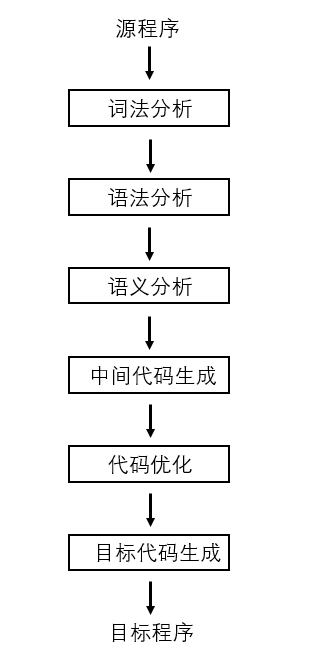 源程序
词法分析
语法分析
语义分析
中间代码生成
代码优化
目标代码生成
目标程序